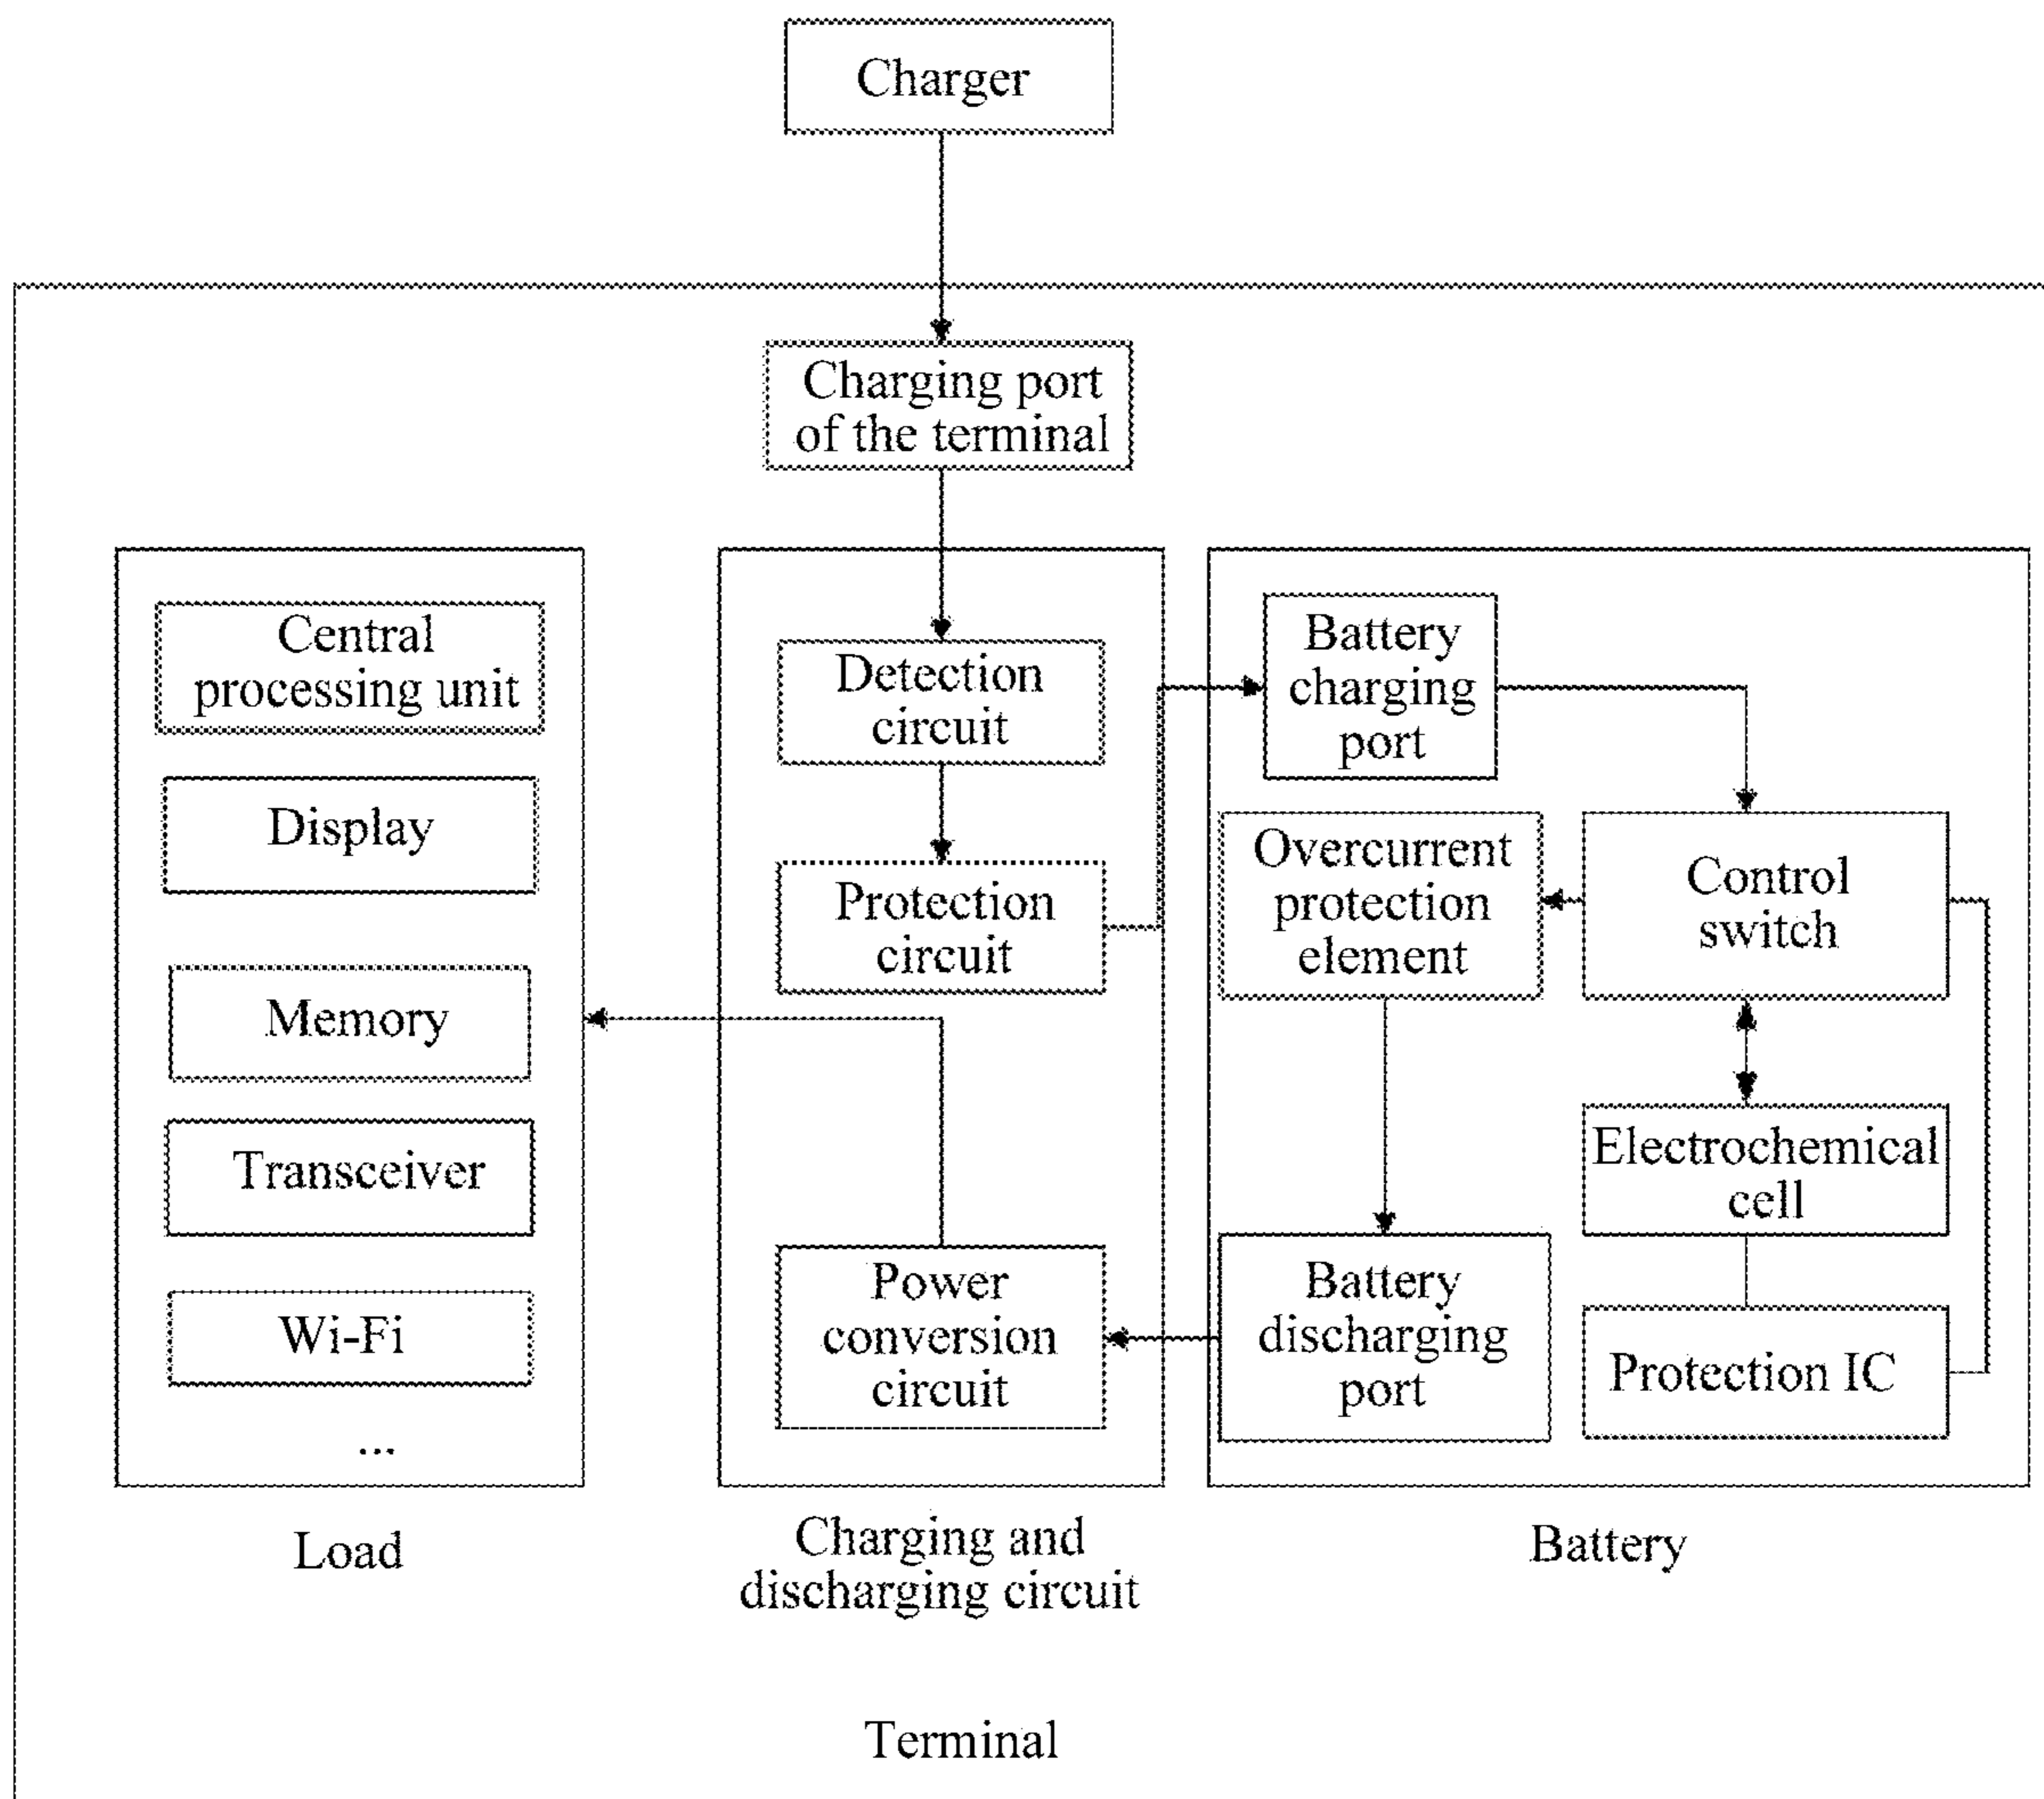 Charger
Charging port
of the terminal
Central
processing unit
Display
Memory
Transceiver
Wi-Fi
...
Load
Detection
circuit
Protection
circuit
Power
conversion
circuit
Charging and
discharging circuit
Battery
charging
port
Overcurrent
protection
element
Control
switch
Electrochemical
cell
Battery
discharging
port
Protection IC
Battery
Terminal